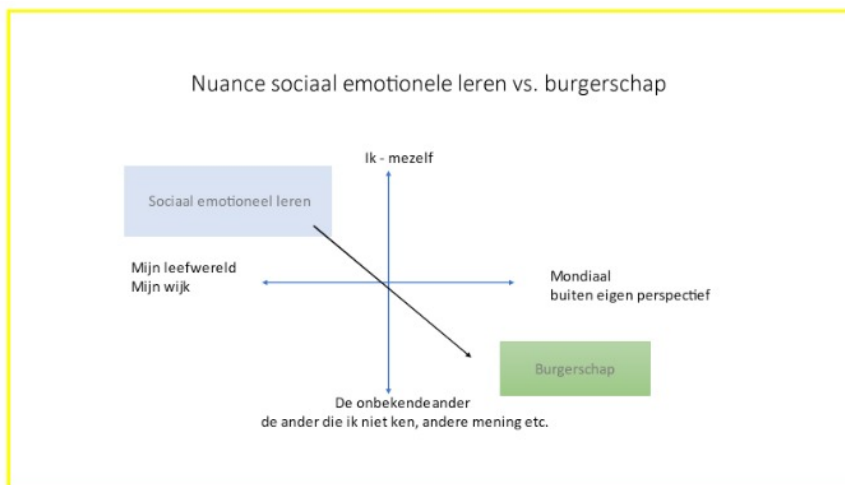 Nuance sociaal emotionele leren vs. burgerschap
Ik - mezelf
Sociaal emotioneel leren
Mijn leefwereld
Mijn wijk
Mondiaal
buiten eigen perspectief
Burgerschap
De onbekendeander
de ander die ik niet ken, andere mening etc.